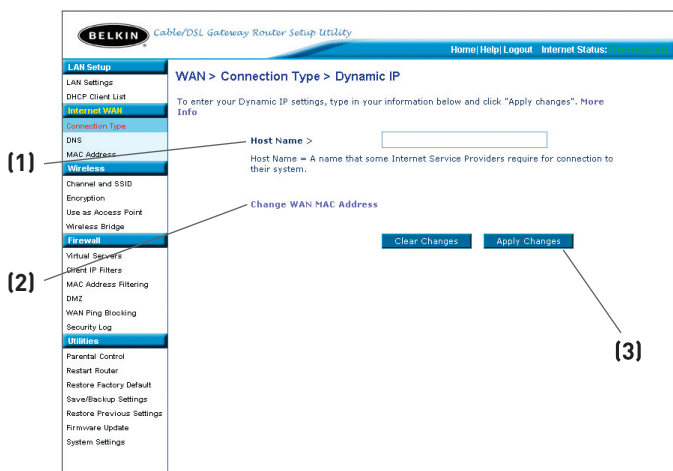 BELKIN
Cable/DSL Gateway Router Setup Utility
Home|Help|Logout Internet Status: Connected
LAN Setup
LAN Settings
DHCP Client List
Internet WAN
Connection Type
DNS
MAC Address
Wireless
Channel and SSID
Encryption
Use as Access Point
Wireless Bridge
Firewall
Virtual Servers
Client IP Filters
MAC Address Filtering
DMZ
WAN Ping Blocking
Security Log
Utilities
Parental Control
Restart Router
Restore Factory Default
Save/Backup Settings
Restore Previous Settings
Firmware Update
System Settings
WAN > Connection Type > Dynamic IP
To enter your Dynamic IP settings, type in your information below and click "Apply changes". More
Info
(1)
Host Name >
Host Name = A name that some Internet Service Providers require for connection to
their system.
(2)
Change WAN MAC Address
Clear Changes
Apply Changes
(3)